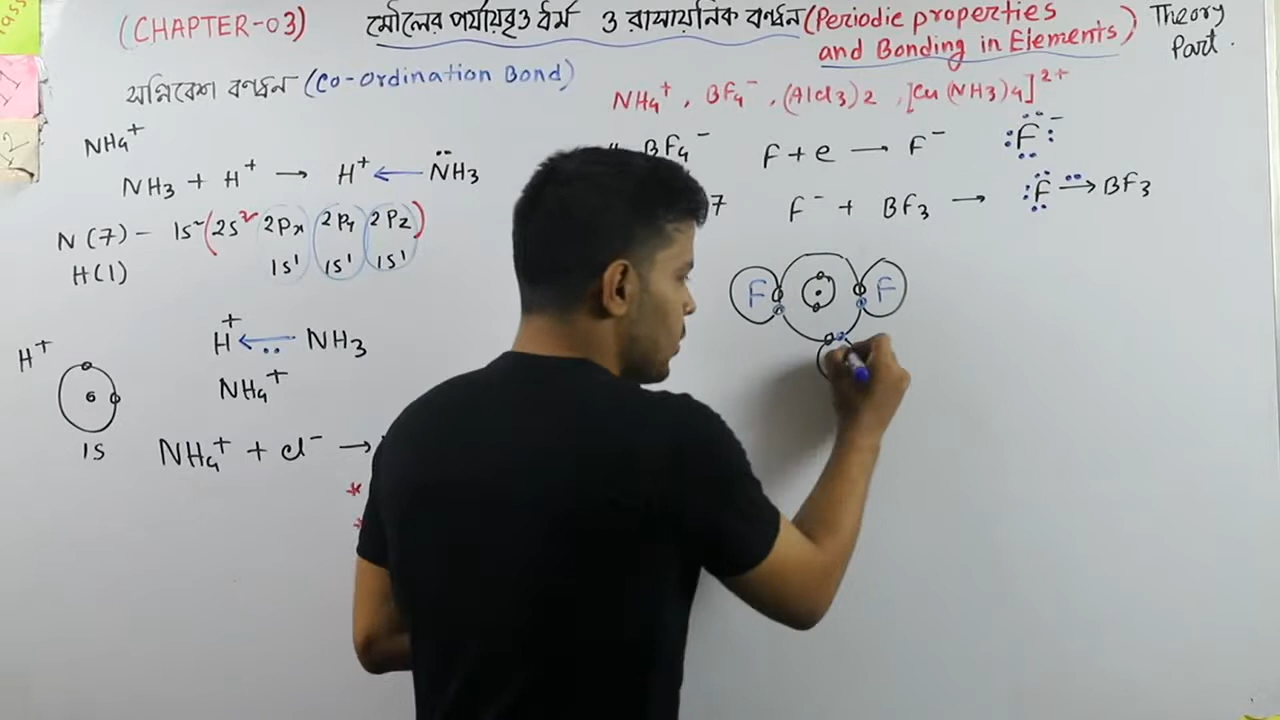 (CHAPTER-03) মৌলের পর্যায়বৃত্ত ধর্ম ও রাসায়নিক বন্ধন (Periodic properties and Bonding in Elements) Theory Part.
সন্নিবেশ বন্ধন (Co-ordination Bond)
NH4+, BF4-, (AlCl3)2, [Cu(NH3)4]2+
NH4+
NH3 + H+ → H+ ← N̈H3
N(7) - 1s² (2s² 2Px 2Py 2Pz)
H(1) 1s¹ 1s¹ 1s¹
H+ ← NH3
NH4+
H+
1s
NH4+ + Cl- →
BF4-
F + e → F-
:F:-
7
F- + BF3 → :F → BF3
F F